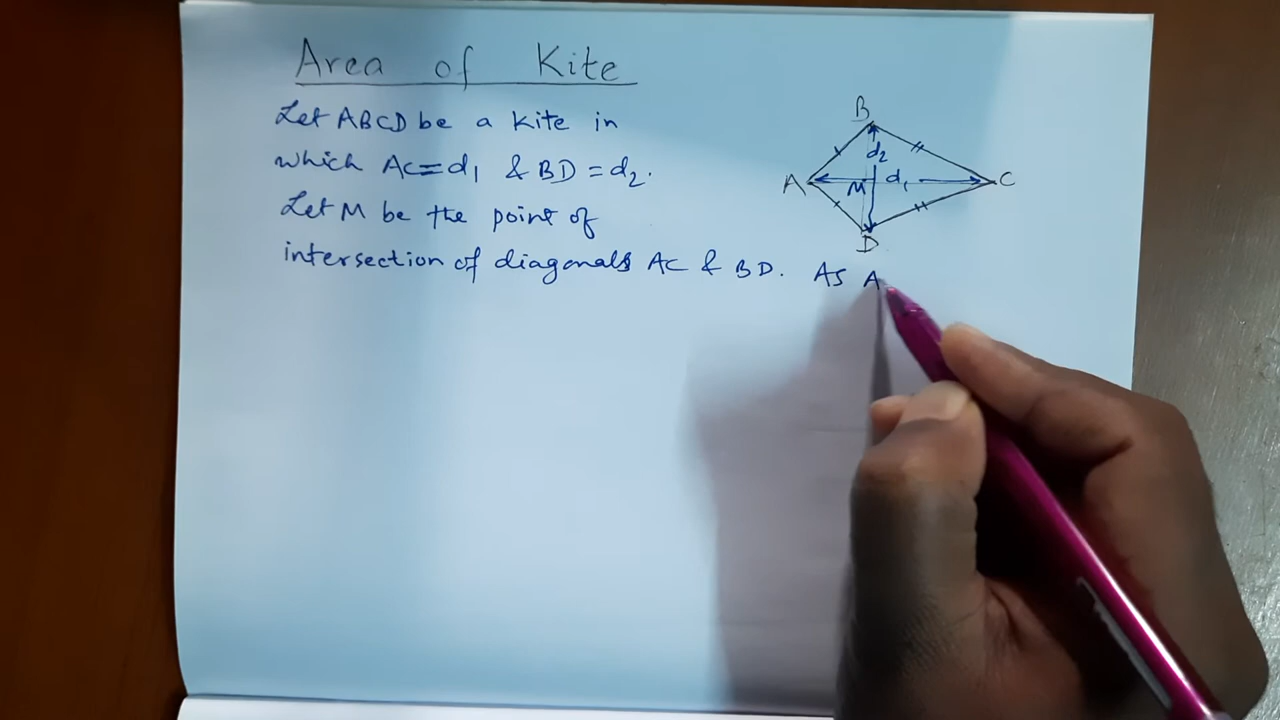 Area of Kite
Let ABCD be a kite in
which AC=d₁ & BD=d₂.
Let M be the point of
intersection of diagonals AC & BD. As A
B
d₂
A
M
d₁
C
D